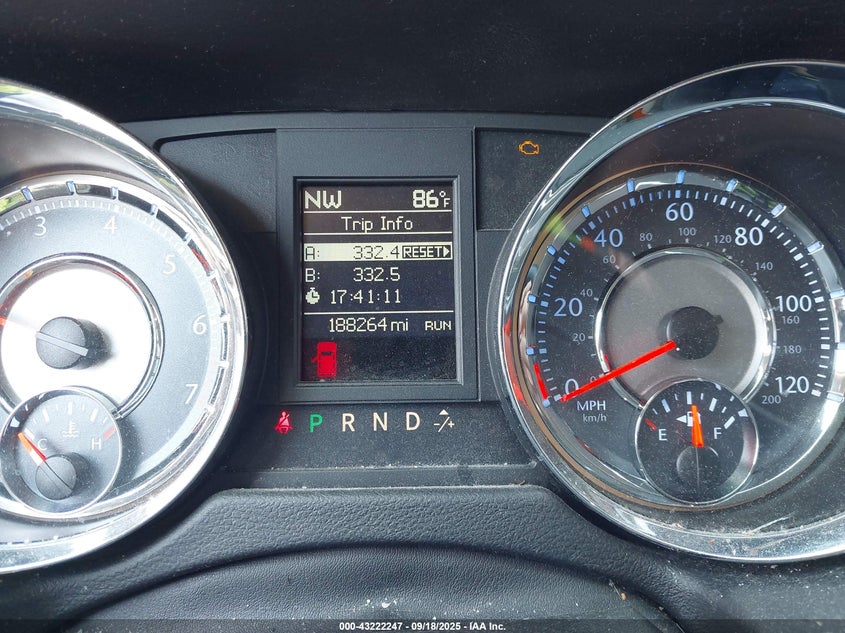 NW 86°F
Trip Info
A: 332.4 RESET
B: 332.5
17:41:11
188264 mi RUN
P R N D
3 4 5 6 7
C H
0 20 40 60 80 100 120
0 20 40 60 80 100 120 140 160 180 200
MPH
km/h
E F
000-43222247 - 09/18/2025 - IAA Inc.